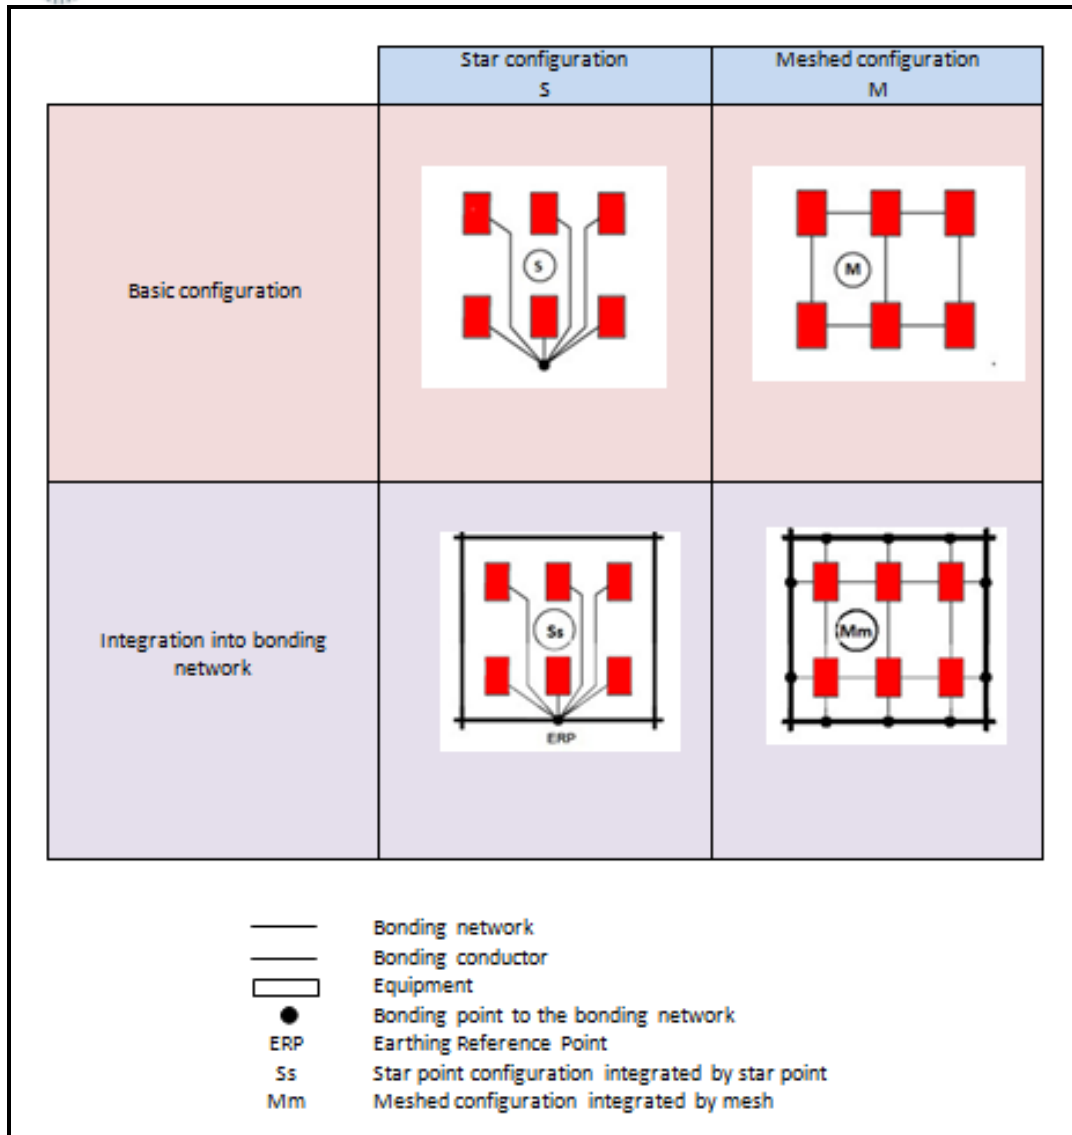 Star configuration
S
Meshed configuration
M
Basic configuration
S
M
Integration into bonding
network
Ss
ERP
Mm
Bonding network
Bonding conductor
Equipment
Bonding point to the bonding network
ERP Earthing Reference Point
Ss Star point configuration integrated by star point
Mm Meshed configuration integrated by mesh